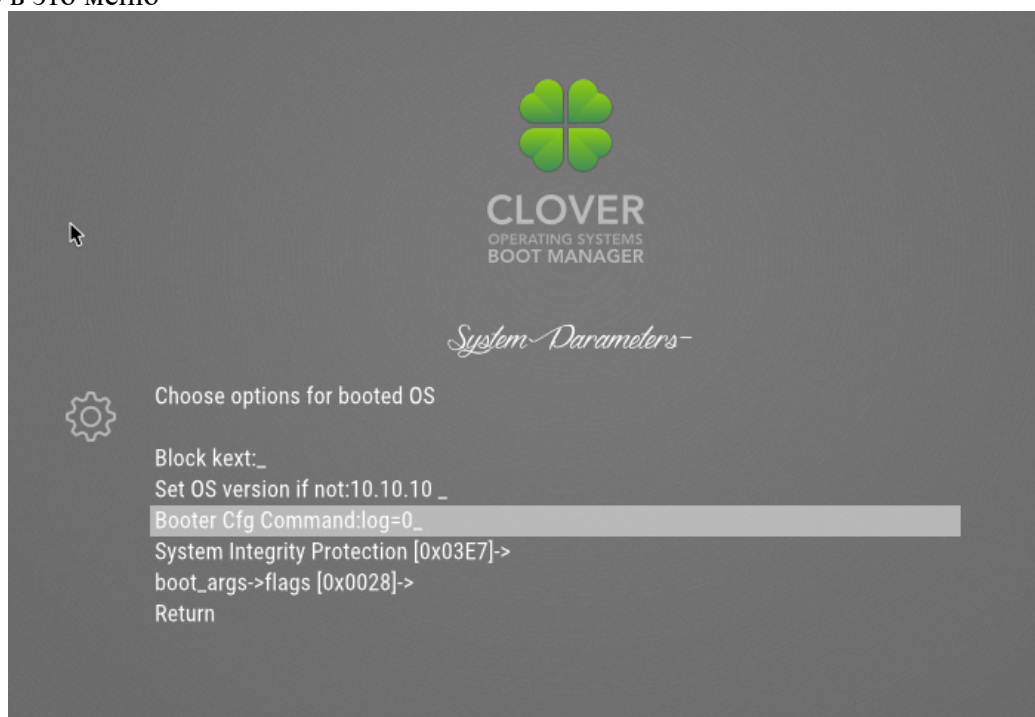 в это меню
CLOVER
OPERATING SYSTEMS
BOOT MANAGER
System Parameters-
Choose options for booted OS
Block kext:_
Set OS version if not:10.10.10 _
Booter Cfg Command:log=0_
System Integrity Protection [0x03E7]->
boot_args->flags [0x0028]->
Return